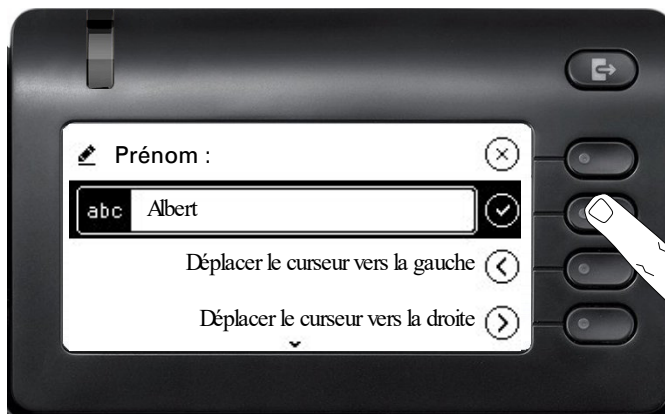 Prénom :
abc Albert
Déplacer le curseur vers la gauche
Déplacer le curseur vers la droite